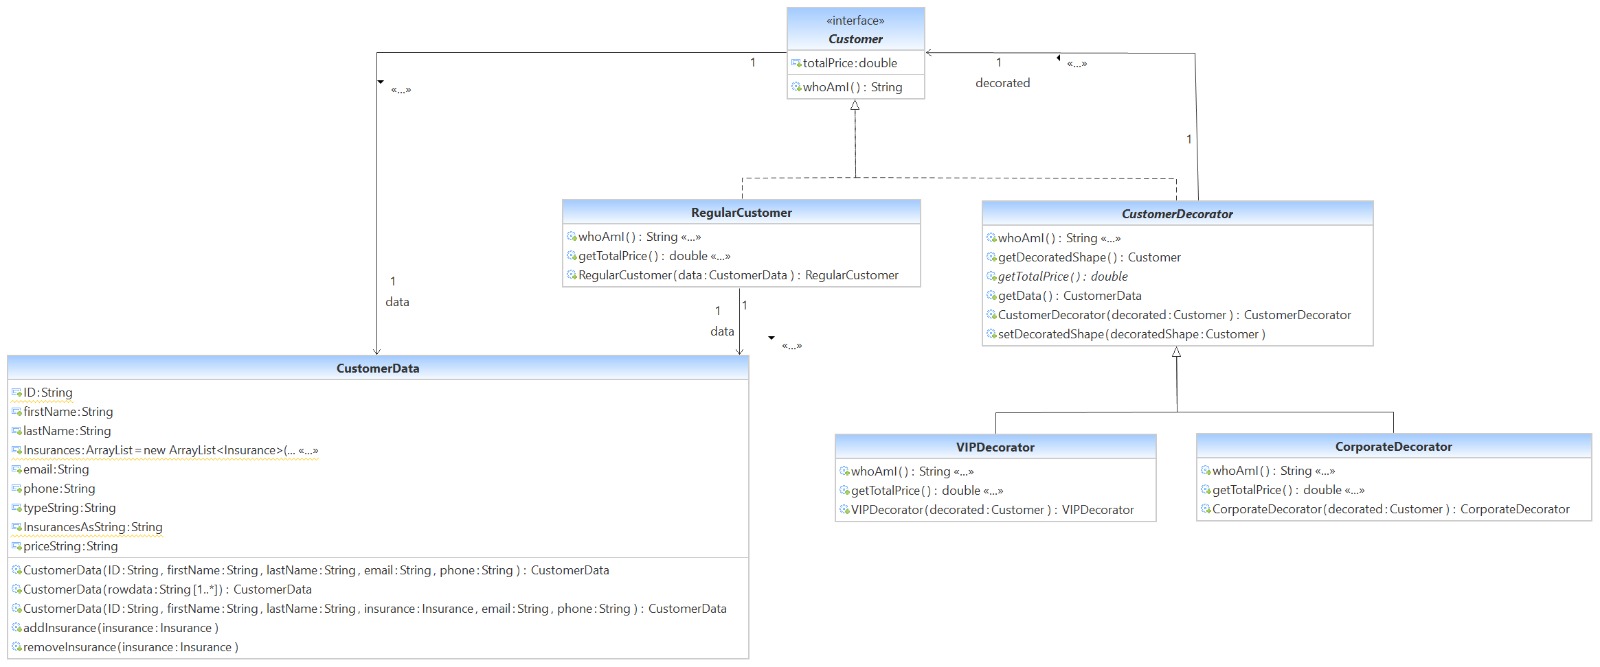 «interface»
Customer
totalPrice:double
whoAmI( ) : String
1
«...»
1
data
1
decorated
«...»
1
RegularCustomer
whoAmI( ) : String «...»
getTotalPrice( ) : double «...»
RegularCustomer(data:CustomerData ) : RegularCustomer
1
1
data
«...»
CustomerDecorator
whoAmI( ) : String «...»
getDecoratedShape( ) : Customer
getTotalPrice( ) : double
getData( ) : CustomerData
CustomerDecorator(decorated:Customer ) : CustomerDecorator
setDecoratedShape(decoratedShape:Customer )
CustomerData
ID:String
firstName:String
lastName:String
Insurances:ArrayList = new ArrayList<Insurance>(... «...»
email:String
phone:String
typeString:String
InsurancesAsString:String
priceString:String
CustomerData(ID:String, firstName:String, lastName:String, email:String, phone:String ) : CustomerData
CustomerData(rowdata:String [1..*]) : CustomerData
CustomerData(ID:String, firstName:String, lastName:String, insurance:Insurance, email:String, phone:String ) : CustomerData
addInsurance(insurance:Insurance )
removeInsurance(insurance:Insurance )
VIPDecorator
whoAmI( ) : String «...»
getTotalPrice( ) : double «...»
VIPDecorator(decorated:Customer ) : VIPDecorator
CorporateDecorator
whoAmI( ) : String «...»
getTotalPrice( ) : double «...»
CorporateDecorator(decorated:Customer ) : CorporateDecorator